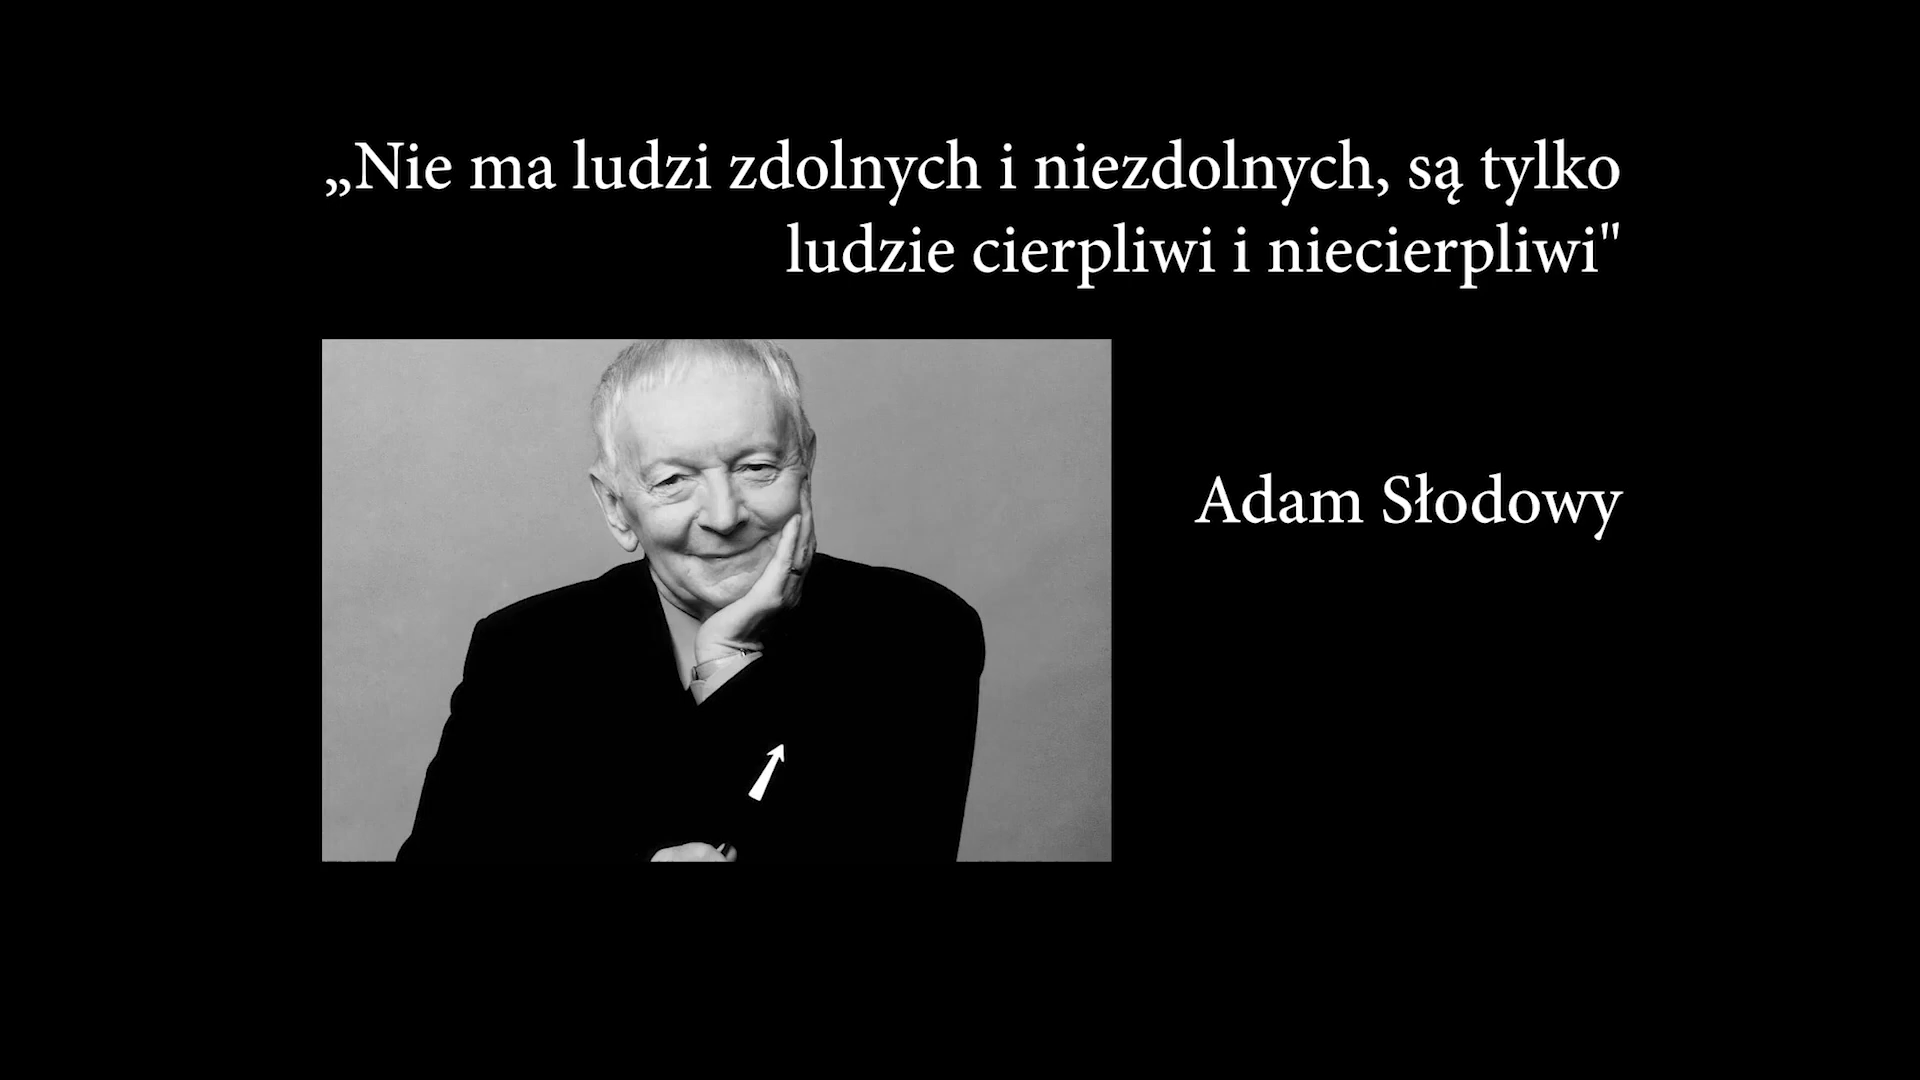 „Nie ma ludzi zdolnych i niezdolnych, są tylko
ludzie cierpliwi i niecierpliwi"
Adam Słodowy